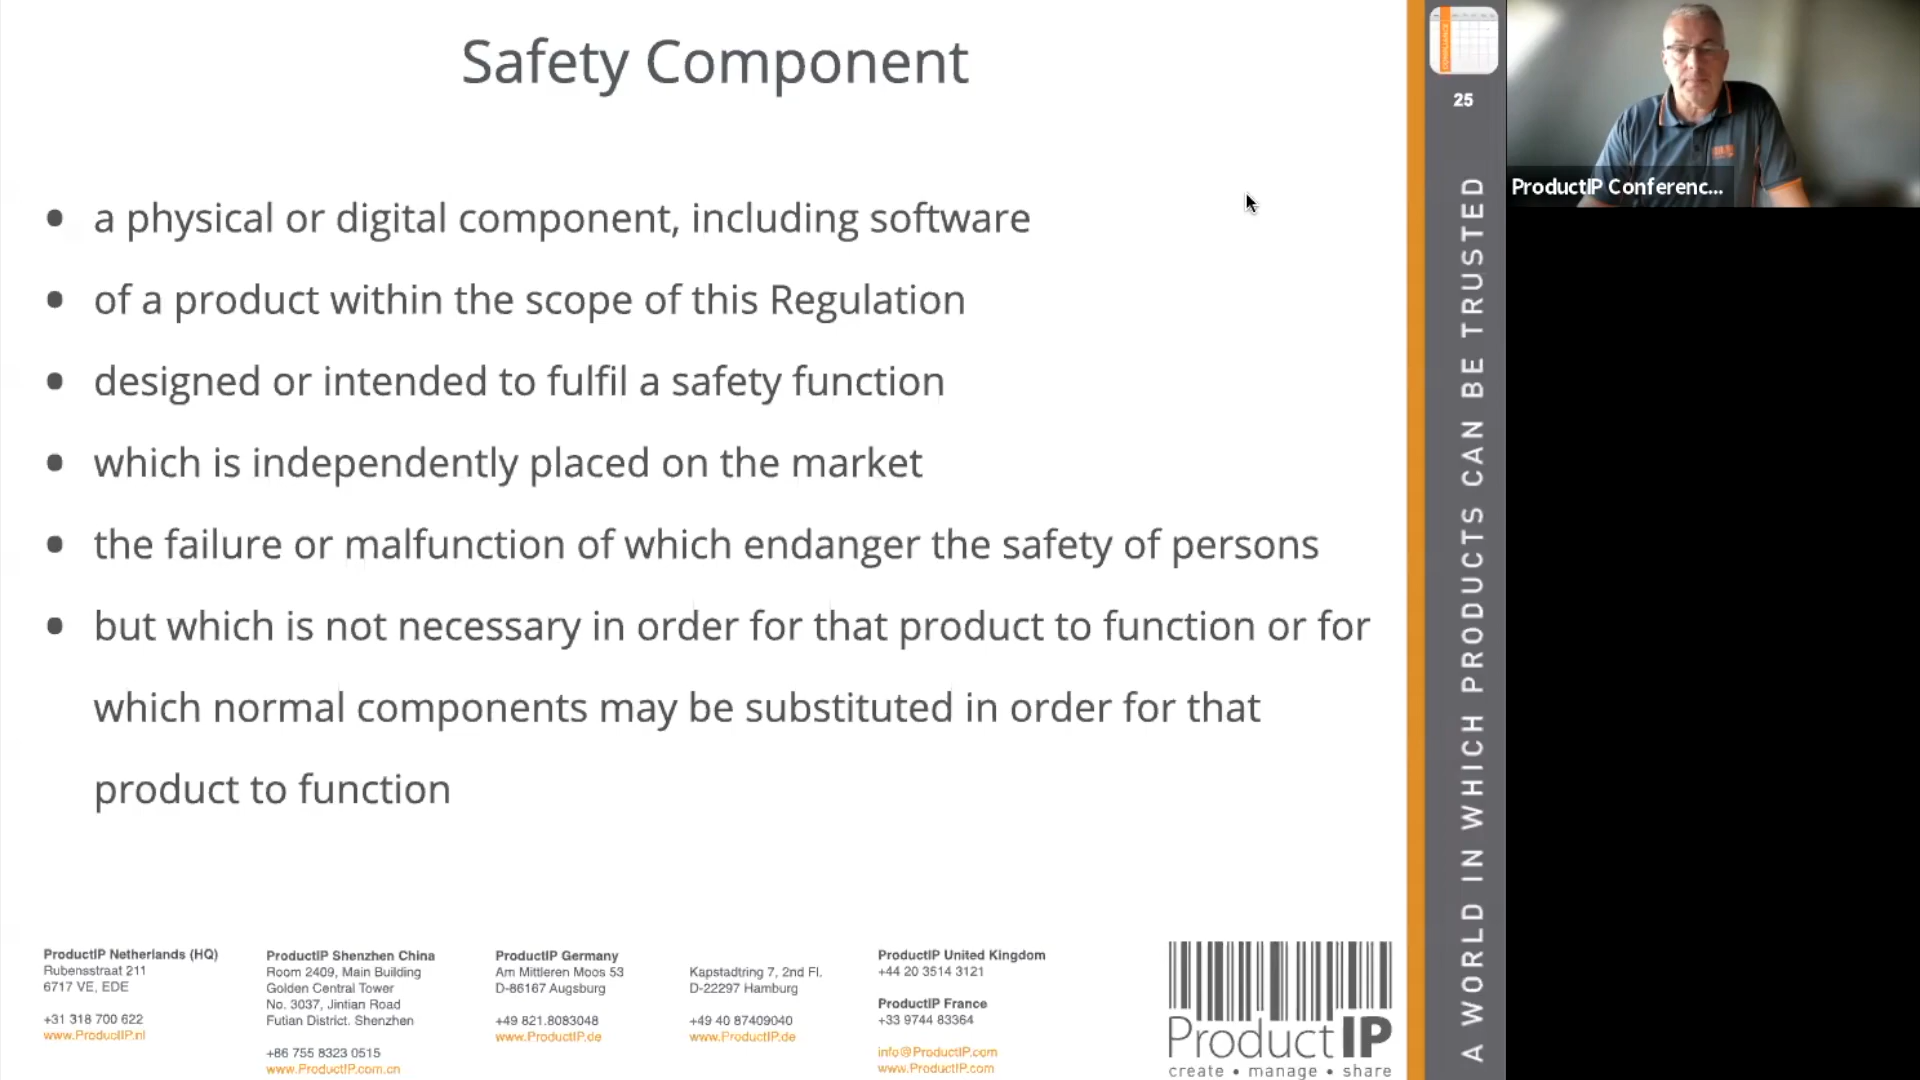 Safety Component
• a physical or digital component, including software
• of a product within the scope of this Regulation
• designed or intended to fulfil a safety function
• which is independently placed on the market
• the failure or malfunction of which endanger the safety of persons
• but which is not necessary in order for that product to function or for
which normal components may be substituted in order for that
product to function
ProductIP Netherlands (HQ)
Rubensstraat 211
6717 VE, EDE
+31 318 700 622
www.ProductIP.nl
ProductIP Shenzhen China
Room 2409, Main Building
Golden Central Tower
No. 3037, Jintian Road
Futian District. Shenzhen
+86 755 8323 0515
www.ProductIP.com.cn
ProductIP Germany
Am Mittleren Moos 53
D-86167 Augsburg
+49 821.8083048
www.ProductIP.de
Kapstadtring 7, 2nd Fl.
D-22297 Hamburg
+49 40 87409040
www.ProductIP.de
ProductIP United Kingdom
+44 20 3514 3121
ProductIP France
+33 9744 83364
info@ProductIP.com
www.ProductIP.com
ProductIP
create • manage • share
COMPLIANCE
25
A WORLD IN WHICH PRODUCTS CAN BE TRUSTED
ProductIP Conferenc...